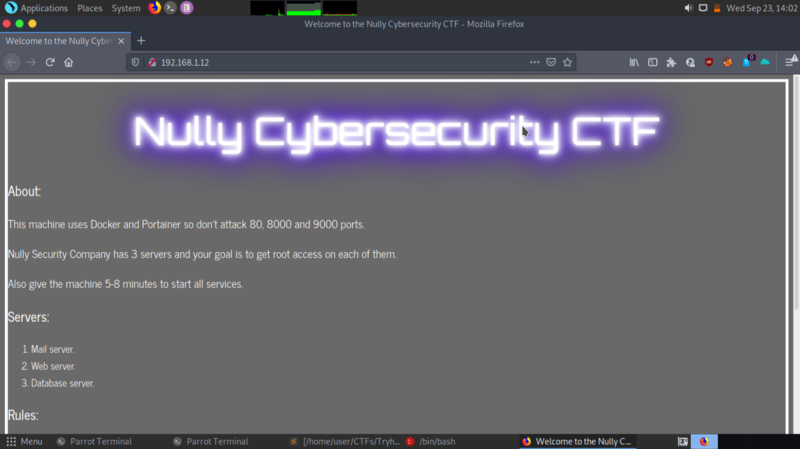 Applications Places System Wed Sep 23, 14:02
Welcome to the Nully Cybersecurity CTF - Mozilla Firefox
Welcome to the Nully Cyber
192.168.1.12
Nully Cybersecurity CTF
About:
This machine uses Docker and Portainer so don't attack 80, 8000 and 9000 ports.
Nully Security Company has 3 servers and your goal is to get root access on each of them.
Also give the machine 5-8 minutes to start all services.
Servers:
1. Mail server.
2. Web server.
3. Database server.
Rules:
Menu Parrot Terminal Parrot Terminal [/home/user/CTFs/Tryh... /bin/bash Welcome to the Nully C...